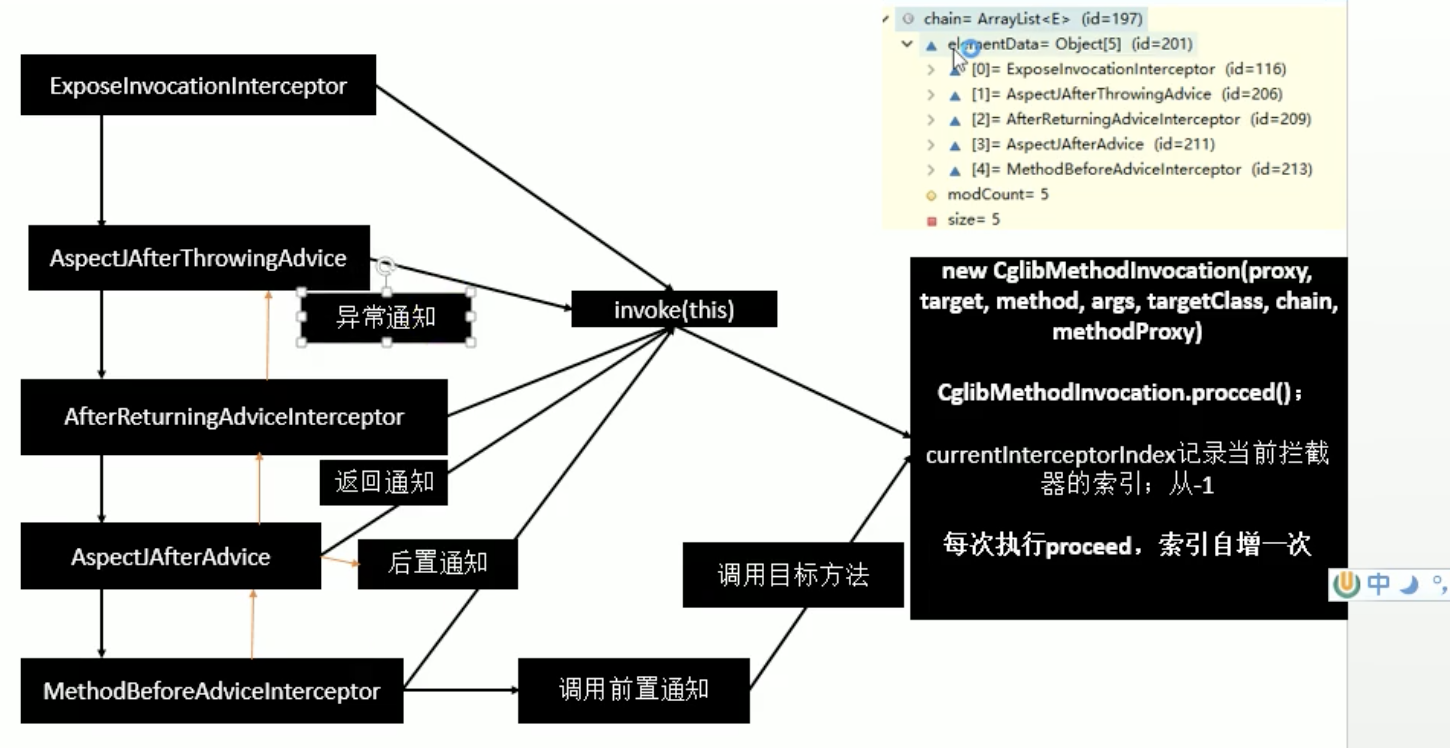 chain= ArrayList<E> (id=197)
elementData= Object[5] (id=201)
[0]= ExposeInvocationInterceptor (id=116)
[1]= AspectJAfterThrowingAdvice (id=206)
[2]= AfterReturningAdviceInterceptor (id=209)
[3]= AspectJAfterAdvice (id=211)
[4]= MethodBeforeAdviceInterceptor (id=213)
modCount= 5
size= 5
ExposeInvocationInterceptor
AspectJAfterThrowingAdvice
异常通知
invoke(this)
AfterReturningAdviceInterceptor
返回通知
AspectJAfterAdvice
后置通知
MethodBeforeAdviceInterceptor
调用前置通知
调用目标方法
new CglibMethodInvocation(proxy,
target, method, args, targetClass, chain,
methodProxy)
CglibMethodInvocation.procced()；
currentInterceptorIndex记录当前拦截
器的索引；从-1
每次执行proceed，索引自增一次
中